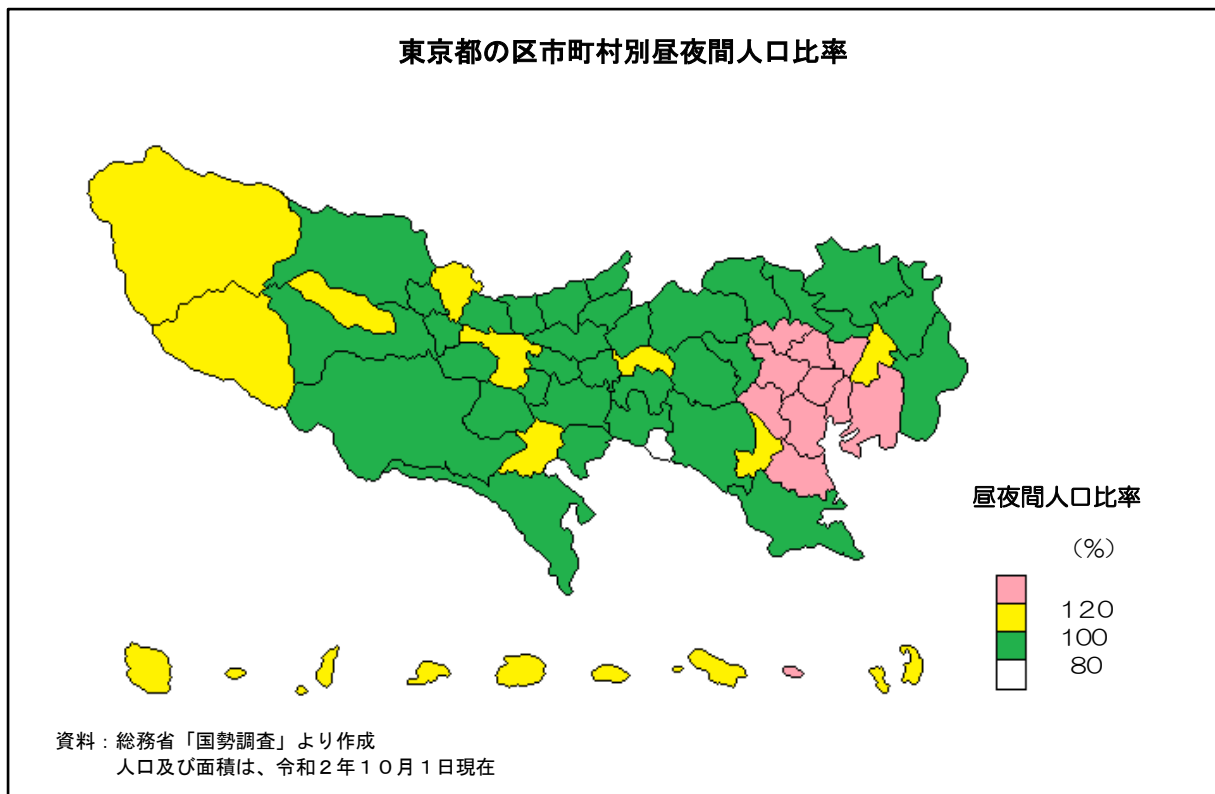 東京都の区市町村別昼夜間人口比率
昼夜間人口比率
（％）
１２０
１００
８０
資料：総務省「国勢調査」より作成
人口及び面積は、令和２年１０月１日現在